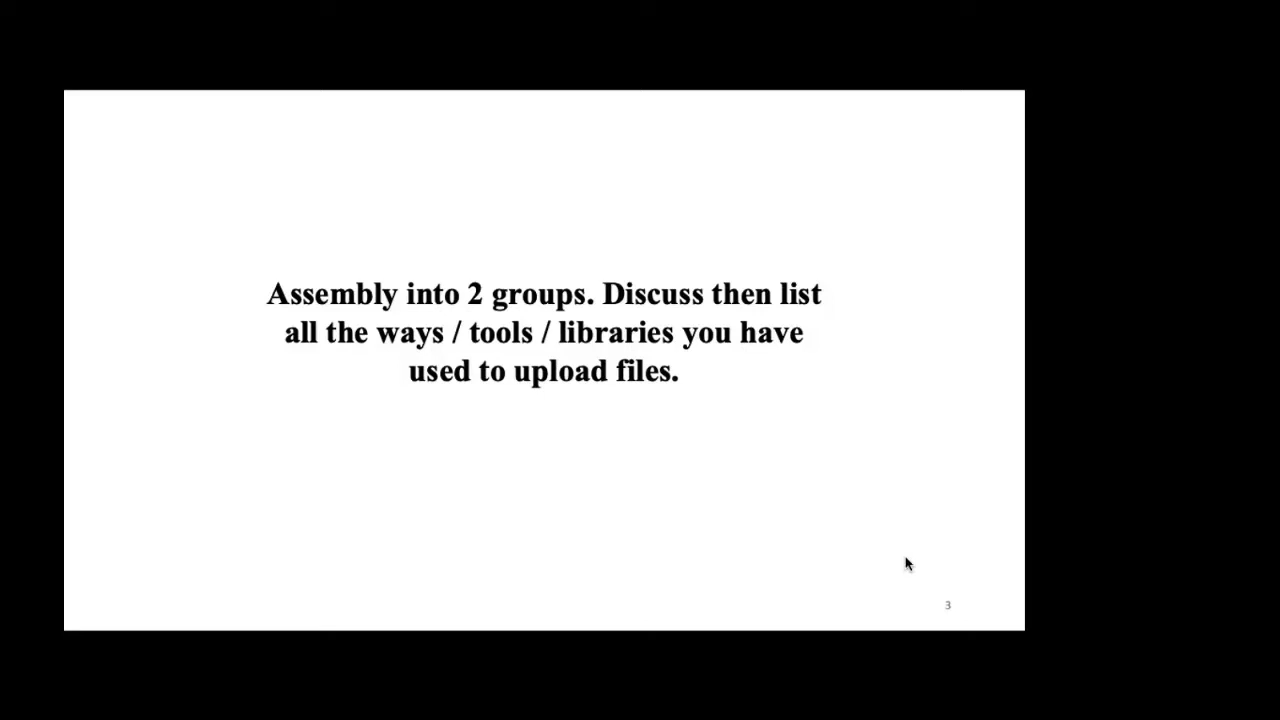 Assembly into 2 groups. Discuss then list
all the ways / tools / libraries you have
used to upload files.
3